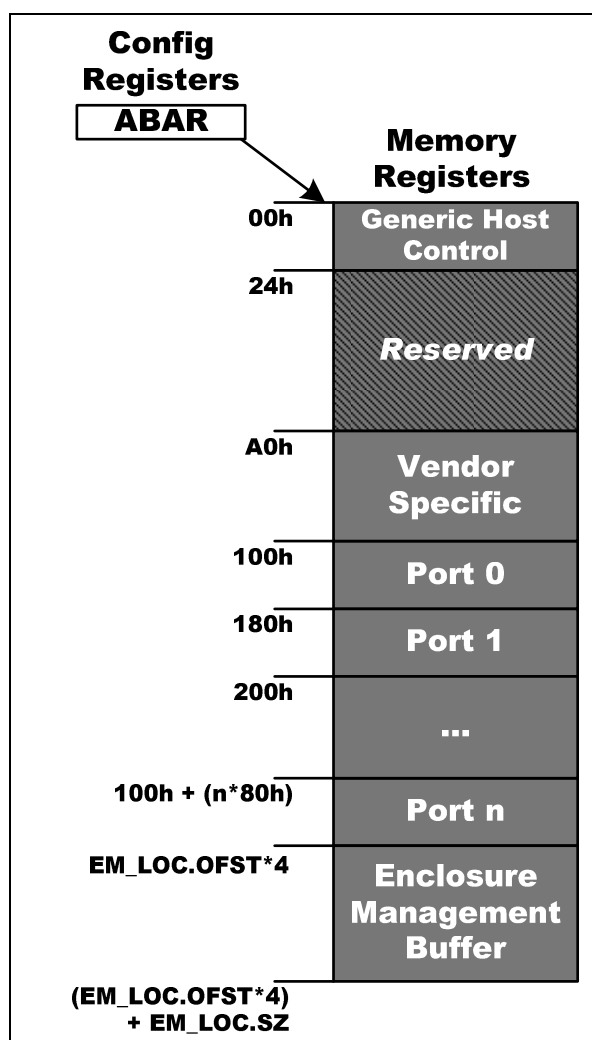 Config
Registers
ABAR
Memory
Registers
00h
Generic Host
Control
24h
Reserved
A0h
Vendor
Specific
100h
Port 0
180h
Port 1
200h
...
100h + (n*80h)
Port n
EM_LOC.OFST*4
Enclosure
Management
Buffer
(EM_LOC.OFST*4)
+ EM_LOC.SZ